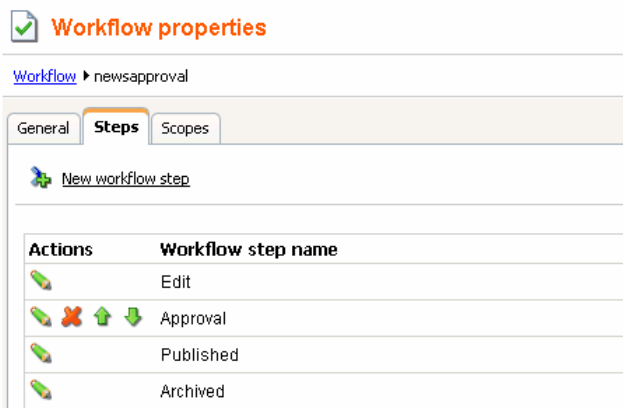 Workflow properties
Workflow newsapproval
General Steps Scopes
New workflow step
Actions Workflow step name
Edit
Approval
Published
Archived